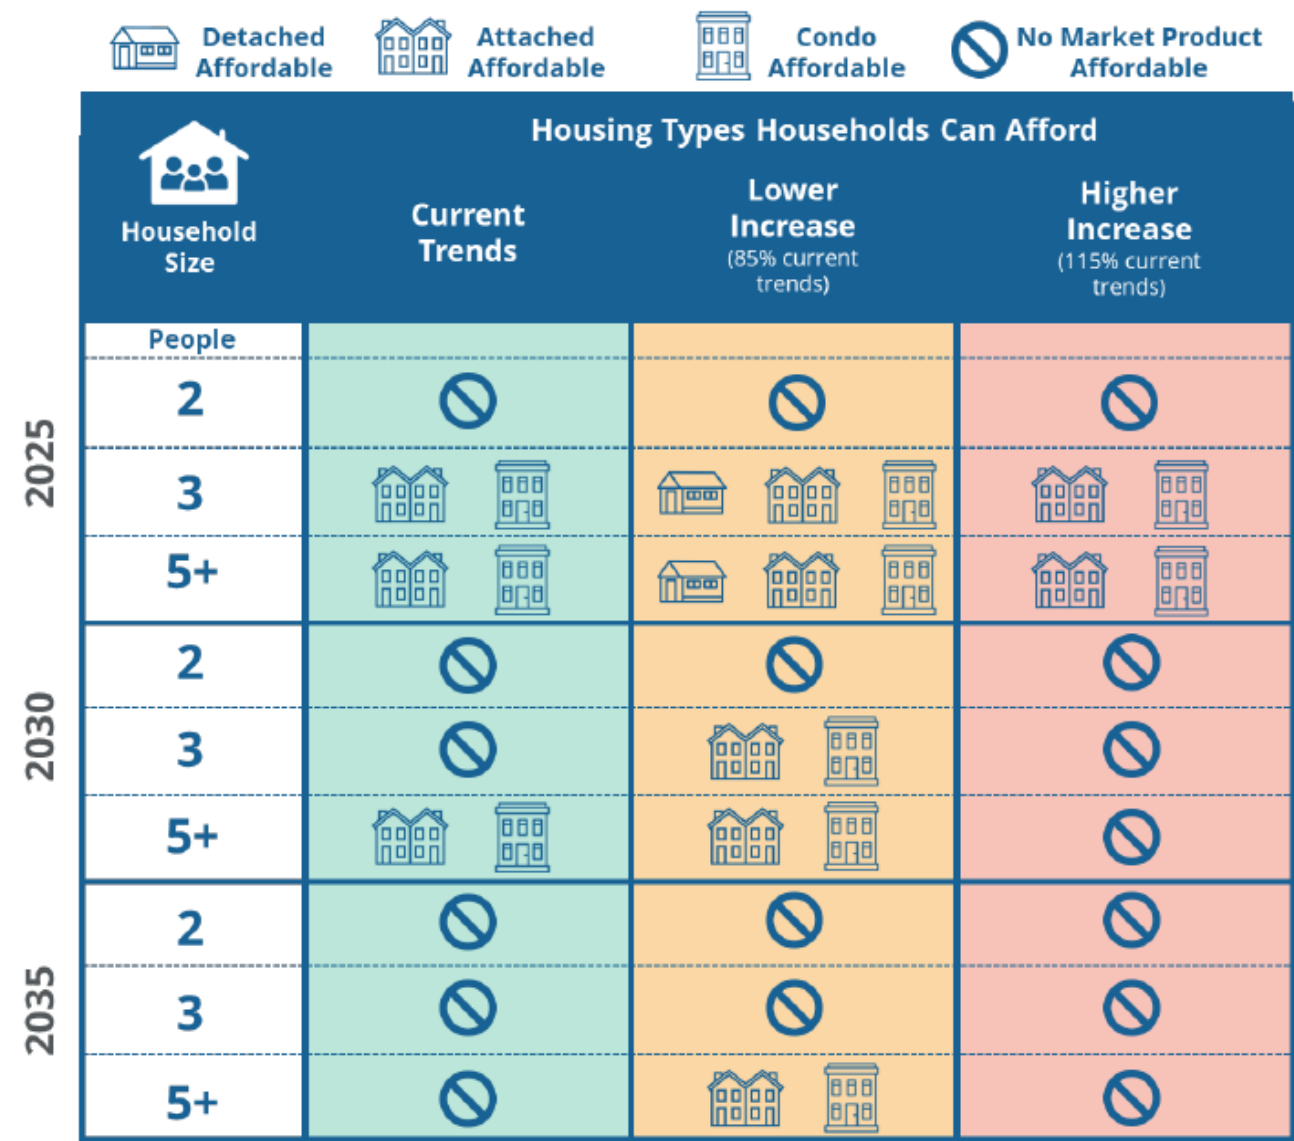 Detached
Affordable
Attached
Affordable
Condo
Affordable
No Market Product
Affordable
Housing Types Households Can Afford
Household
Size
Current
Trends
Lower
Increase
(85% current
trends)
Higher
Increase
(115% current
trends)
People
2025
2
3
5+
2030
2
3
5+
2035
2
3
5+